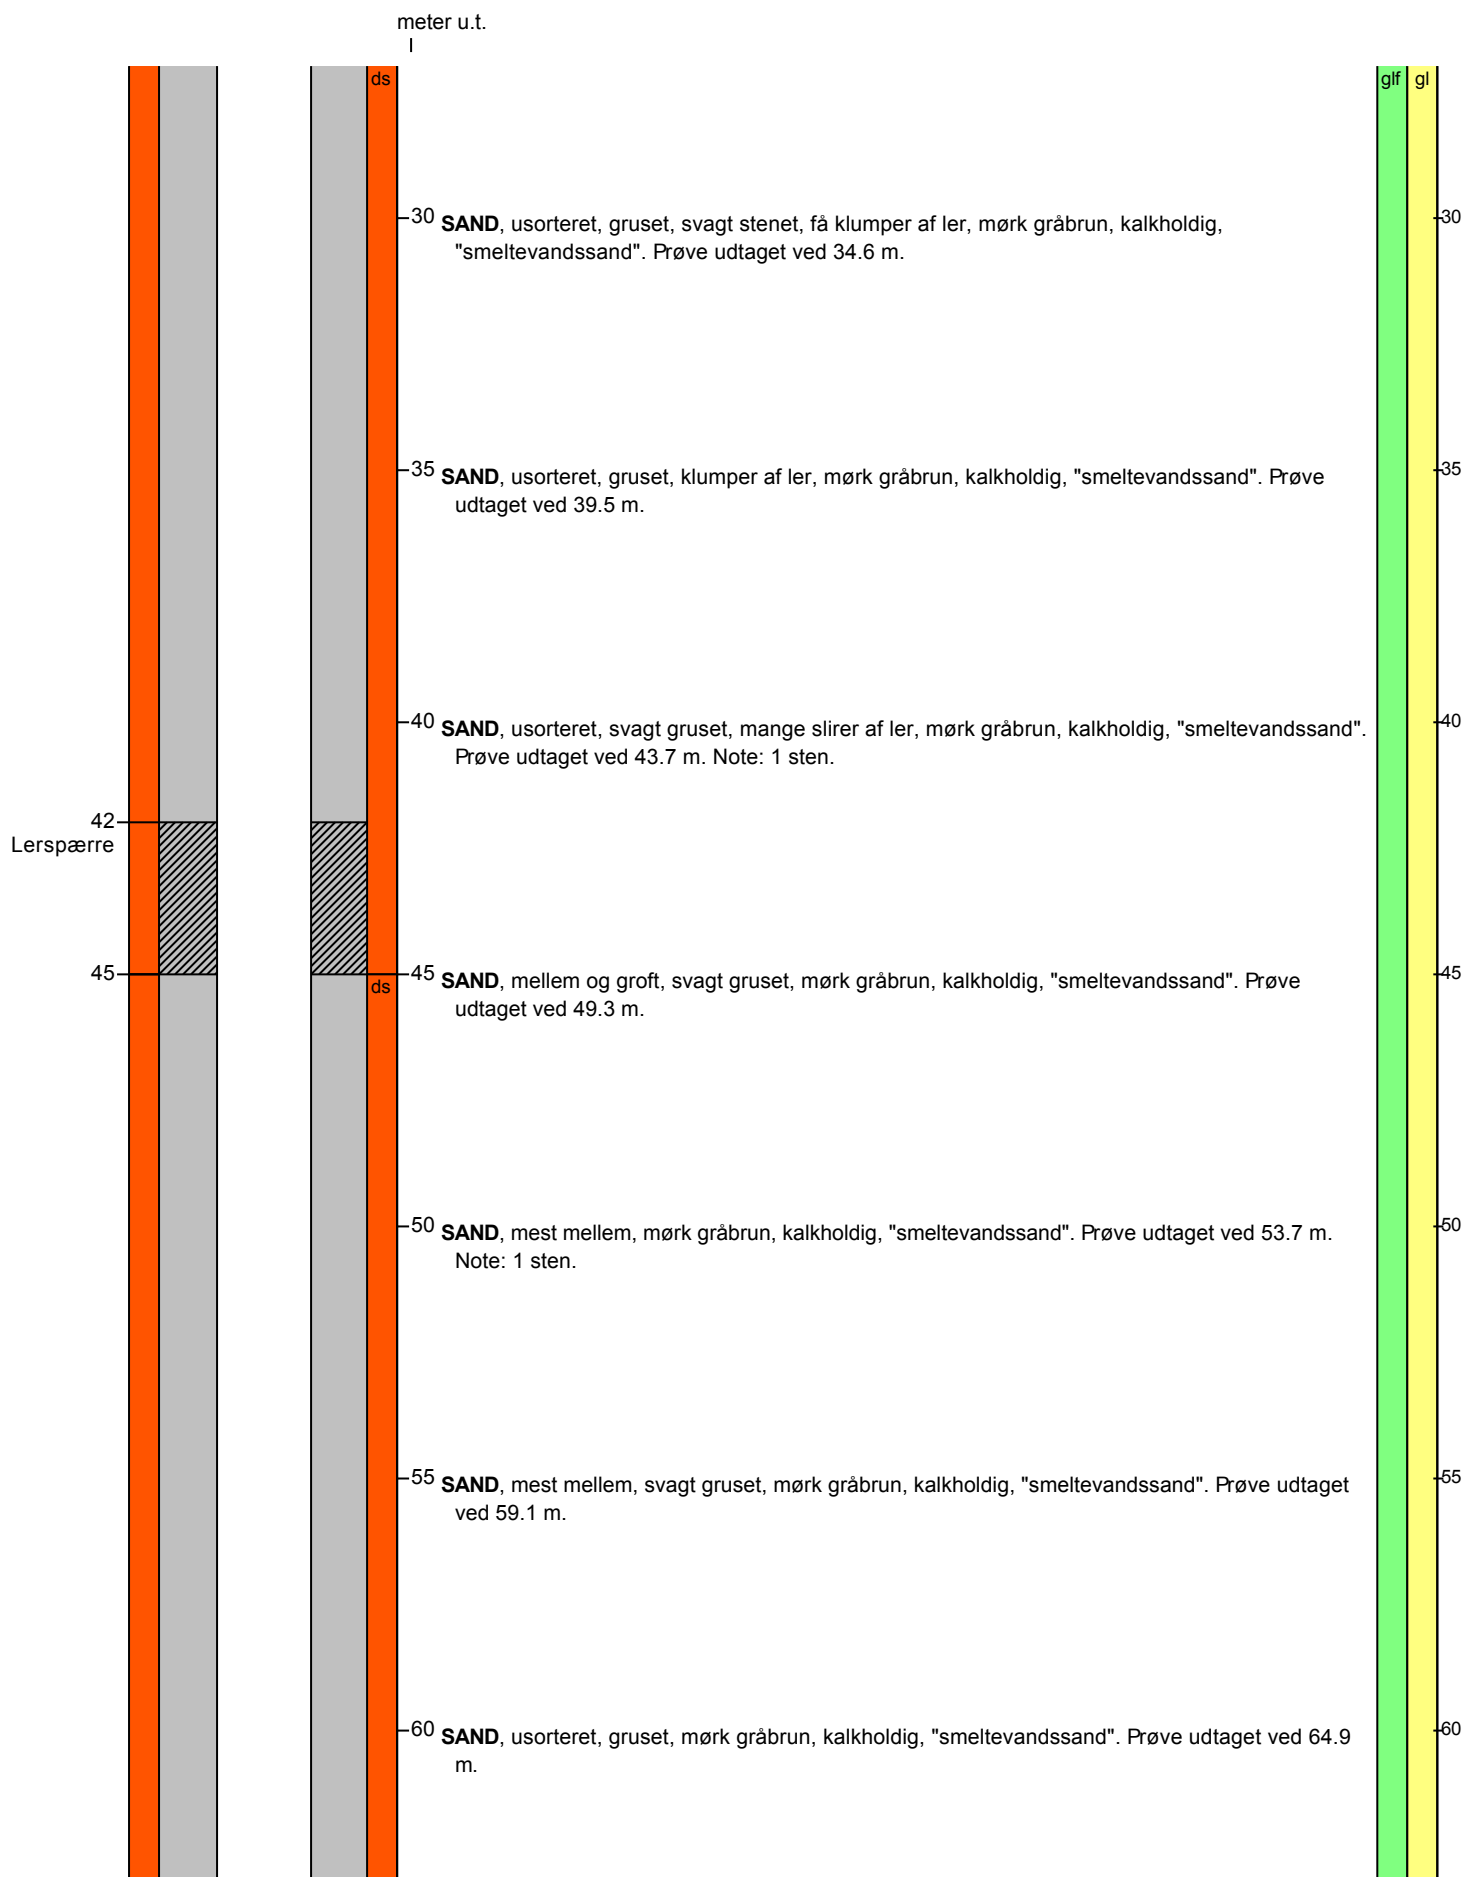 meter u.t.
ds
glf gl
30 SAND, usorteret, gruset, svagt stenet, få klumper af ler, mørk gråbrun, kalkholdig, 30
"smeltevandssand". Prøve udtaget ved 34.6 m.
35 SAND, usorteret, gruset, klumper af ler, mørk gråbrun, kalkholdig, "smeltevandssand". Prøve 35
udtaget ved 39.5 m.
40 SAND, usorteret, svagt gruset, mange slirer af ler, mørk gråbrun, kalkholdig, "smeltevandssand". 40
Prøve udtaget ved 43.7 m. Note: 1 sten.
42
Lerspærre
45 45 SAND, mellem og groft, svagt gruset, mørk gråbrun, kalkholdig, "smeltevandssand". Prøve 45
ds
udtaget ved 49.3 m.
50 SAND, mest mellem, mørk gråbrun, kalkholdig, "smeltevandssand". Prøve udtaget ved 53.7 m. 50
Note: 1 sten.
55 SAND, mest mellem, svagt gruset, mørk gråbrun, kalkholdig, "smeltevandssand". Prøve udtaget 55
ved 59.1 m.
60 SAND, usorteret, gruset, mørk gråbrun, kalkholdig, "smeltevandssand". Prøve udtaget ved 64.9 60
m.